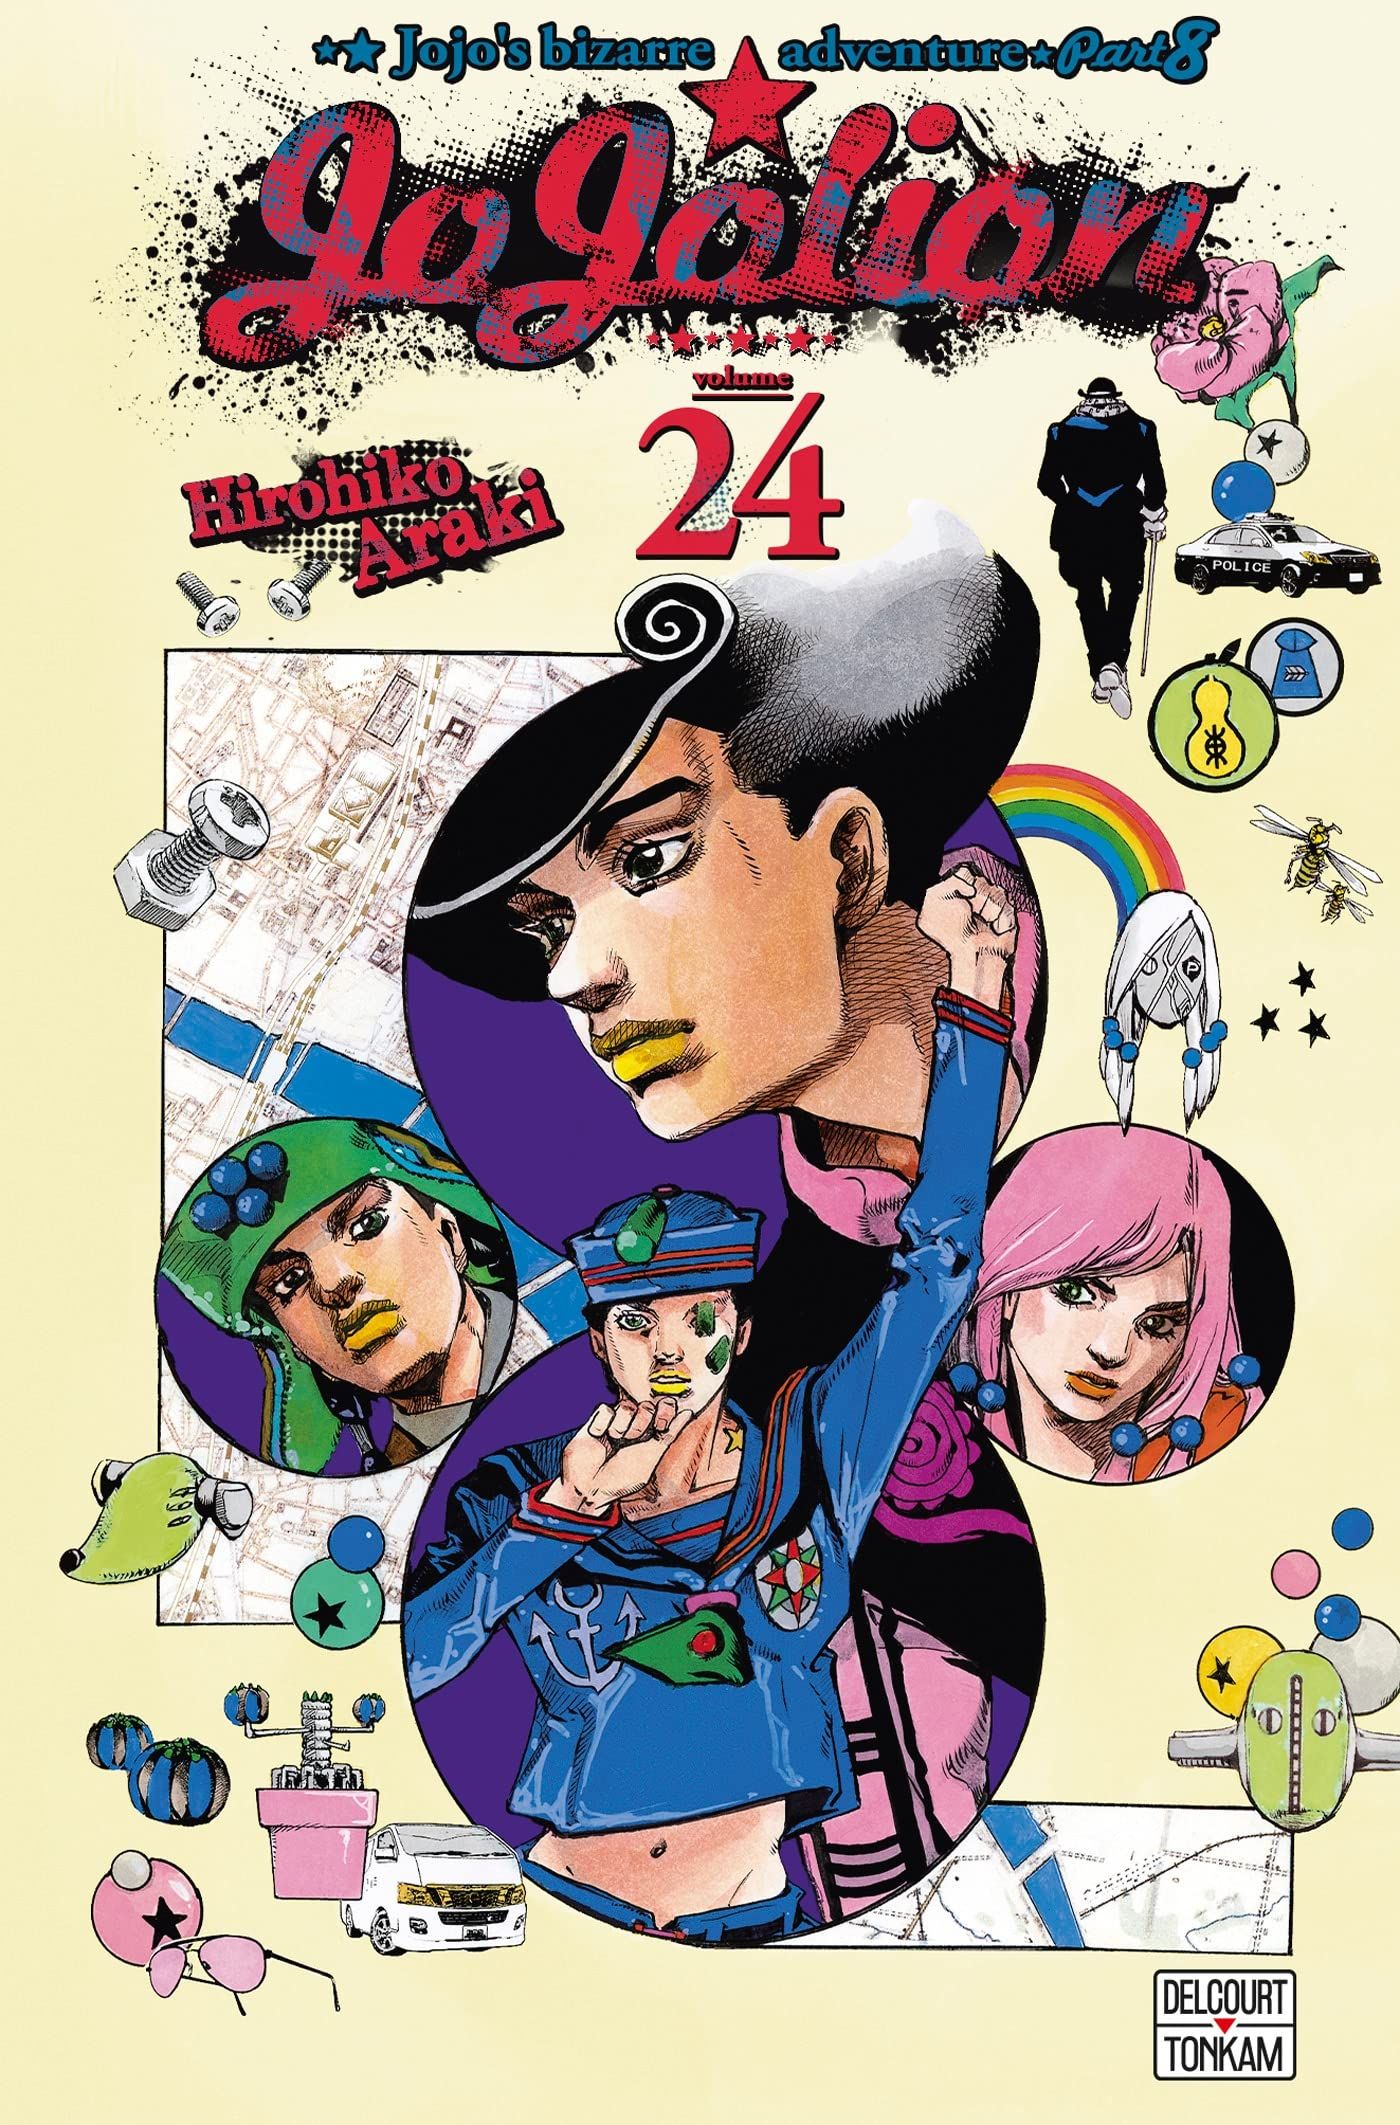 Jojo's bizarre adventure Part 8
JoJolion
volume
24
Hirohiko
Araki
POLICE
P
DELCOURT
TONKAM